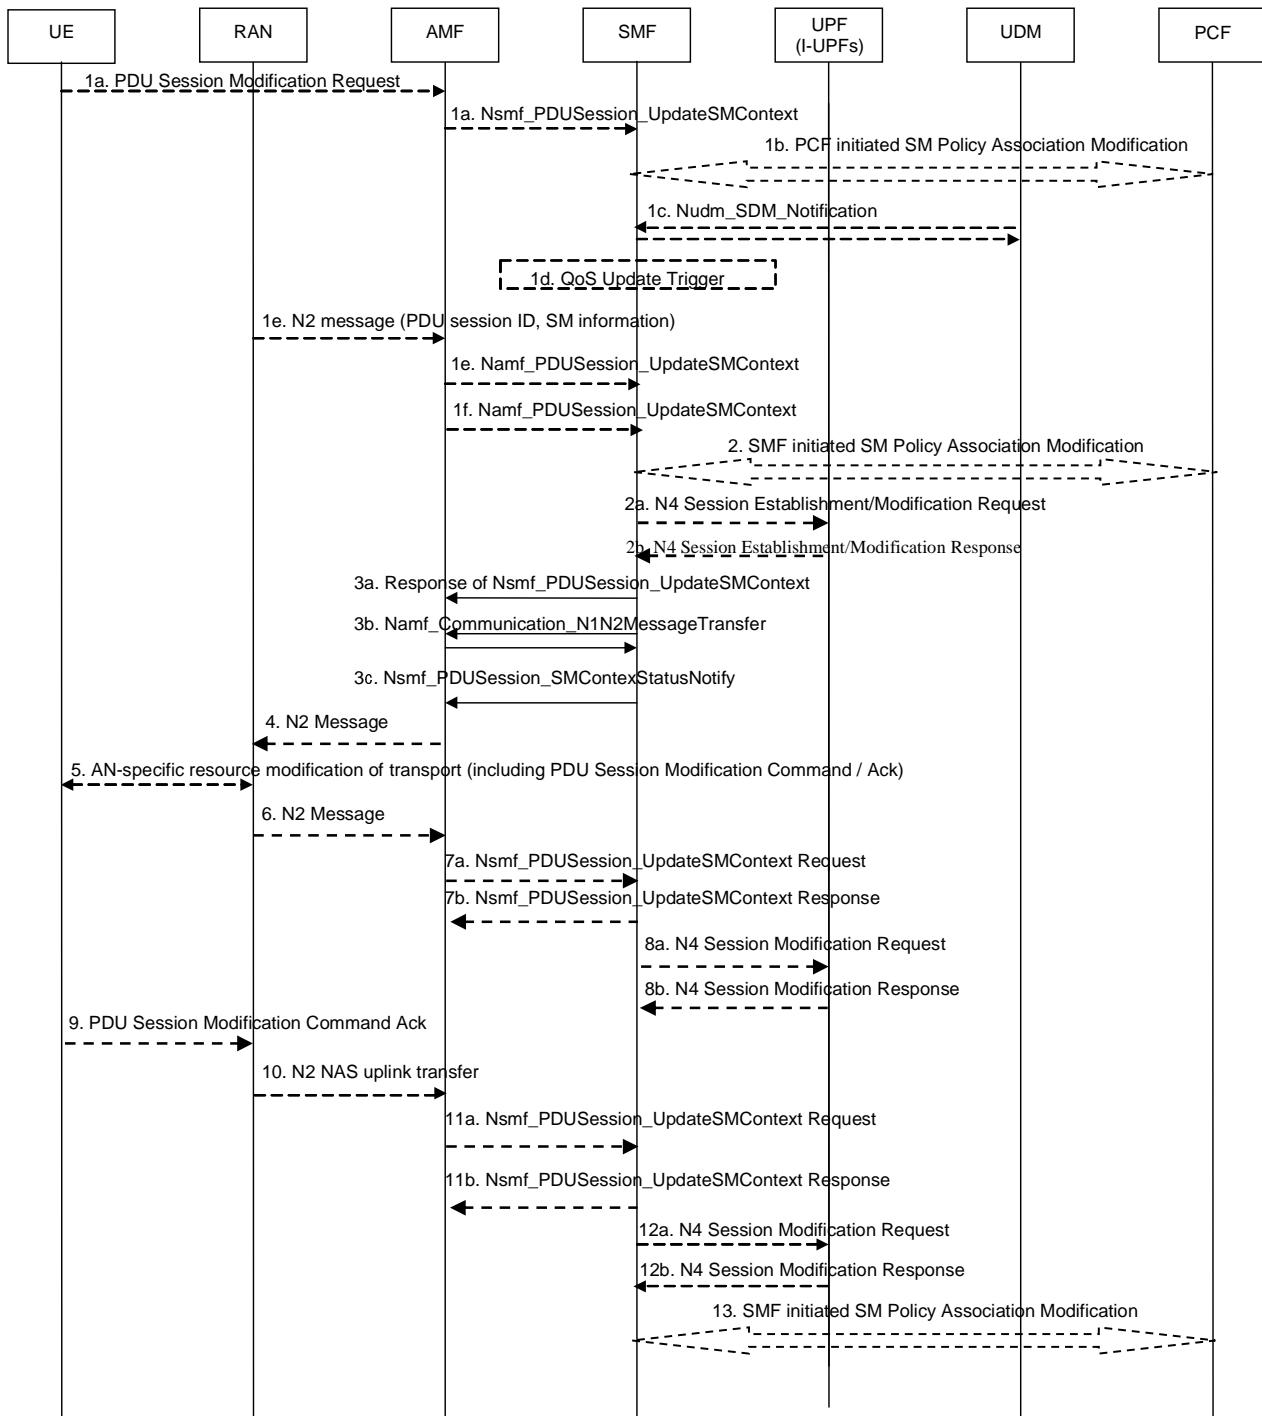 UE
RAN
AMF
SMF
UPF
(I-UPFs)
UDM
PCF
1a. PDU Session Modification Request
1a. Nsmf_PDUSession_UpdateSMContext
1b. PCF initiated SM Policy Association Modification
1c. Nudm_SDM_Notification
1d. QoS Update Trigger
1e. N2 message (PDU session ID, SM information)
1e. Namf_PDUSession_UpdateSMContext
1f. Namf_PDUSession_UpdateSMContext
2. SMF initiated SM Policy Association Modification
2a. N4 Session Establishment/Modification Request
2b. N4 Session Establishment/Modification Response
3a. Response of Nsmf_PDUSession_UpdateSMContext
3b. Namf_Communication_N1N2MessageTransfer
3c. Nsmf_PDUSession_SMContexStatusNotify
4. N2 Message
5. AN-specific resource modification of transport (including PDU Session Modification Command / Ack)
6. N2 Message
7a. Nsmf_PDUSession_UpdateSMContext Request
7b. Nsmf_PDUSession_UpdateSMContext Response
8a. N4 Session Modification Request
8b. N4 Session Modification Response
9. PDU Session Modification Command Ack
10. N2 NAS uplink transfer
11a. Nsmf_PDUSession_UpdateSMContext Request
11b. Nsmf_PDUSession_UpdateSMContext Response
12a. N4 Session Modification Request
12b. N4 Session Modification Response
13. SMF initiated SM Policy Association Modification